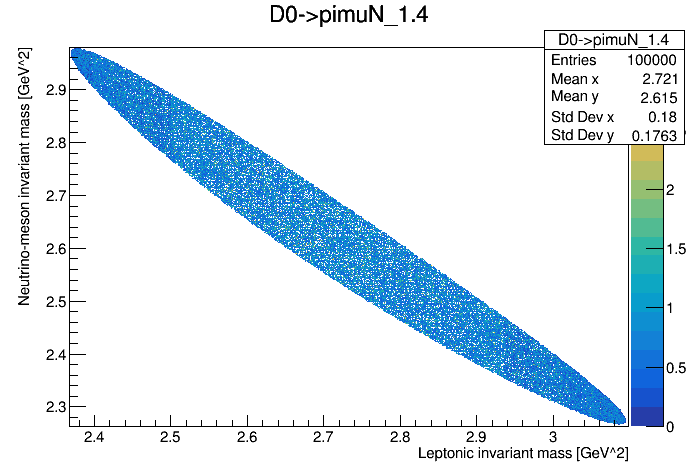 D0->pimuN_1.4
D0->pimuN_1.4
Entries 100000
Mean x 2.721
Mean y 2.615
Std Dev x 0.18
Std Dev y 0.1763
Neutrino-meson invariant mass [GeV^2]
2.9
2.8
2.7
2.6
2.5
2.4
2.3
2.4 2.5 2.6 2.7 2.8 2.9 3
Leptonic invariant mass [GeV^2]
2
1.5
1
0.5
0